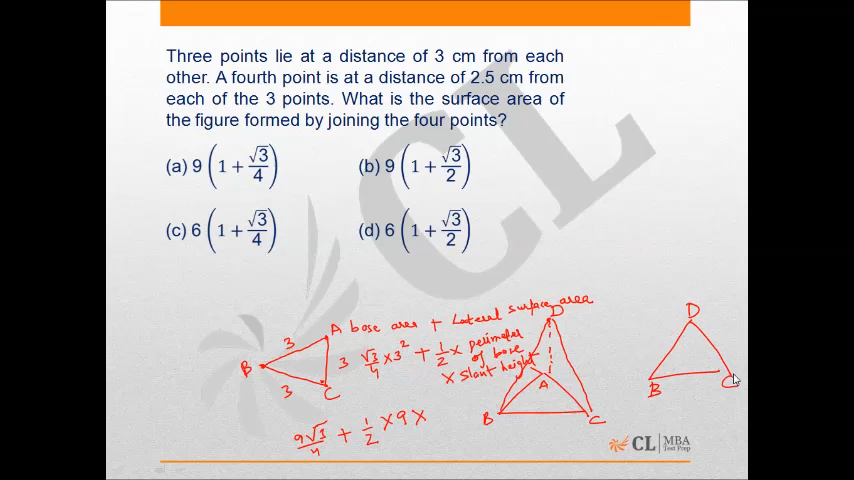 Three points lie at a distance of 3 cm from each
other. A fourth point is at a distance of 2.5 cm from
each of the 3 points. What is the surface area of
the figure formed by joining the four points?
(a) 9 (1 + √3/4) (b) 9 (1 + √3/2)
(c) 6 (1 + √3/4) (d) 6 (1 + √3/2)
CL
A base area + Lateral surface area
B 3 3 3 C
√3/4 × 3² + 1/2 × perimeter
of base
× slant height
9√3/4 + 1/2 × 9 ×
D
A
B C
D
B C
CL MBA
Test Prep